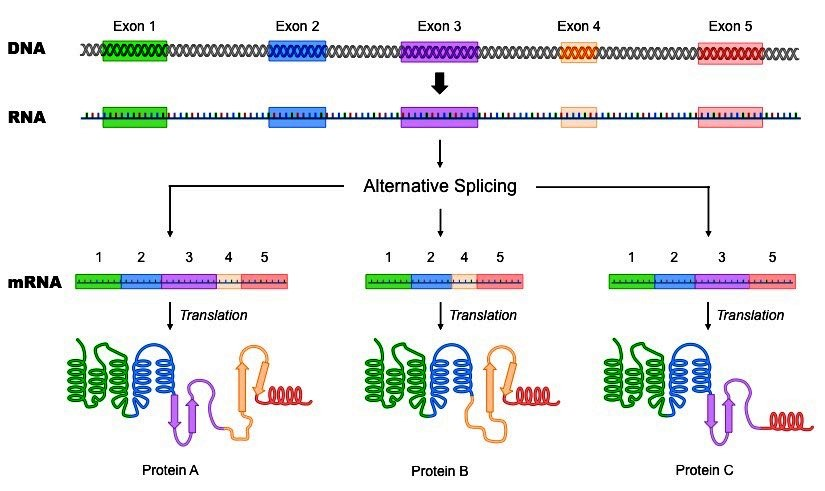 Exon 1 Exon 2 Exon 3 Exon 4 Exon 5
DNA
RNA
Alternative Splicing
1 2 3 4 5 1 2 4 5 1 2 3 5
mRNA
Translation Translation Translation
Protein A Protein B Protein C